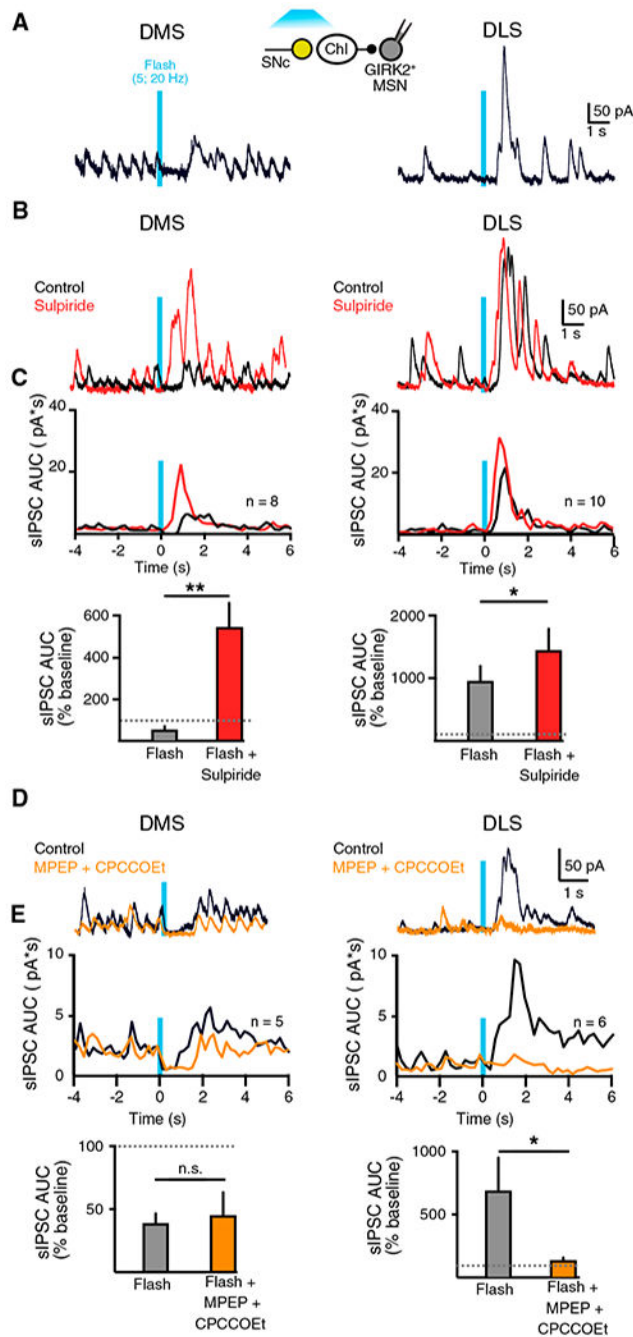 A
DMS
DLS
Flash
(5; 20 Hz)
SNc
ChI
GIRK2+
MSN
50 pA
1 s
B
DMS
DLS
Control
Sulpiride
Control
Sulpiride
50 pA
1 s
C
sIPSC AUC ( pA*s)
40
20
n = 8
-4 -2 0 2 4 6
Time (s)
sIPSC AUC ( pA*s)
40
20
n = 10
-4 -2 0 2 4 6
Time (s)
sIPSC AUC
(% baseline)
600
400
200
**
Flash
Flash +
Sulpiride
sIPSC AUC
(% baseline)
2000
1000
*
Flash
Flash +
Sulpiride
D
DMS
DLS
Control
MPEP + CPCCOEt
Control
MPEP + CPCCOEt
50 pA
1 s
E
sIPSC AUC ( pA*s)
10
5
0
n = 5
-4 -2 0 2 4 6
Time (s)
sIPSC AUC ( pA*s)
10
5
0
n = 6
-4 -2 0 2 4 6
Time (s)
sIPSC AUC
(% baseline)
100
50
n.s.
Flash
Flash +
MPEP +
CPCCOEt
sIPSC AUC
(% baseline)
1000
500
*
Flash
Flash +
MPEP +
CPCCOEt